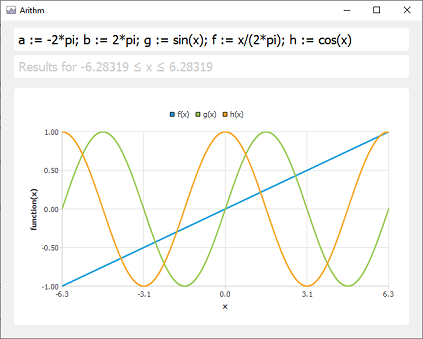 Arithm
a := -2*pi; b := 2*pi; g := sin(x); f := x/(2*pi); h := cos(x)
Results for -6.28319 ≤ x ≤ 6.28319
f(x) g(x) h(x)
1.00
0.50
0.00
-0.50
-1.00
function(x)
-6.3 -3.1 0.0 3.1 6.3
x